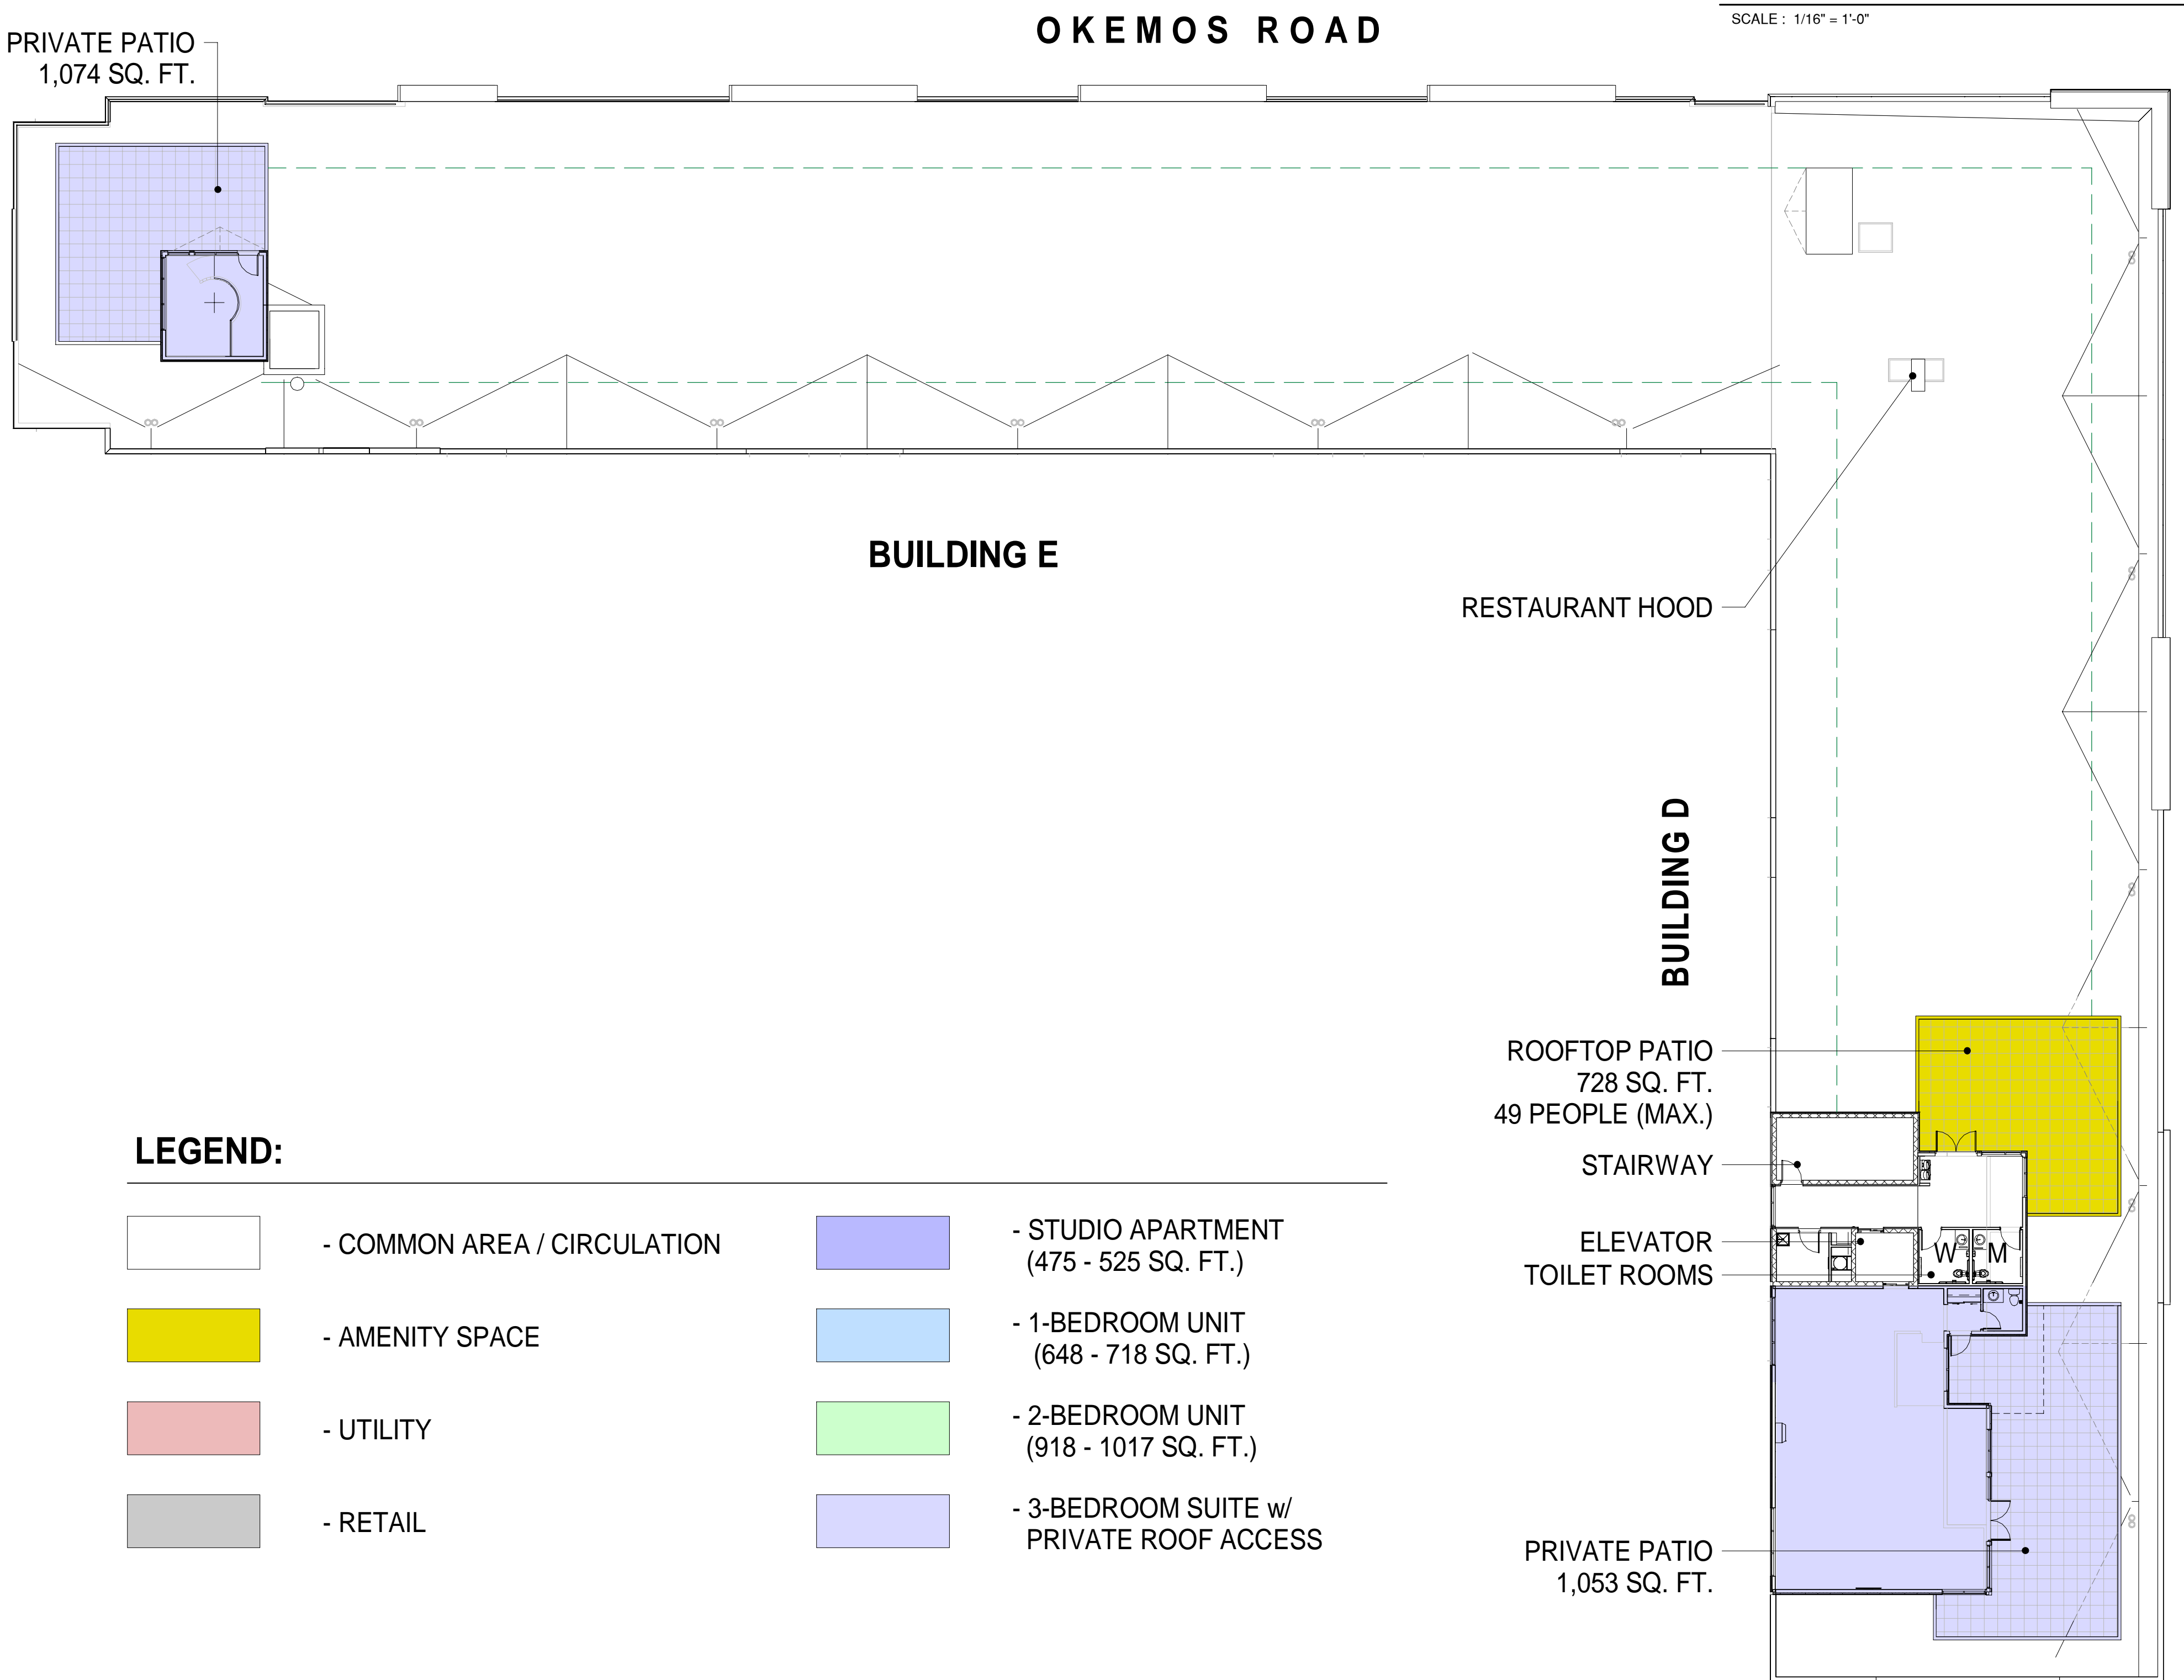 OKEMOS ROAD
SCALE : 1/16" = 1'-0"
PRIVATE PATIO
1,074 SQ. FT.
BUILDING E
RESTAURANT HOOD
BUILDING D
ROOFTOP PATIO
728 SQ. FT.
49 PEOPLE (MAX.)
STAIRWAY
ELEVATOR
TOILET ROOMS
W M
PRIVATE PATIO
1,053 SQ. FT.
LEGEND:
- COMMON AREA / CIRCULATION
- AMENITY SPACE
- UTILITY
- RETAIL
- STUDIO APARTMENT
(475 - 525 SQ. FT.)
- 1-BEDROOM UNIT
(648 - 718 SQ. FT.)
- 2-BEDROOM UNIT
(918 - 1017 SQ. FT.)
- 3-BEDROOM SUITE w/
PRIVATE ROOF ACCESS